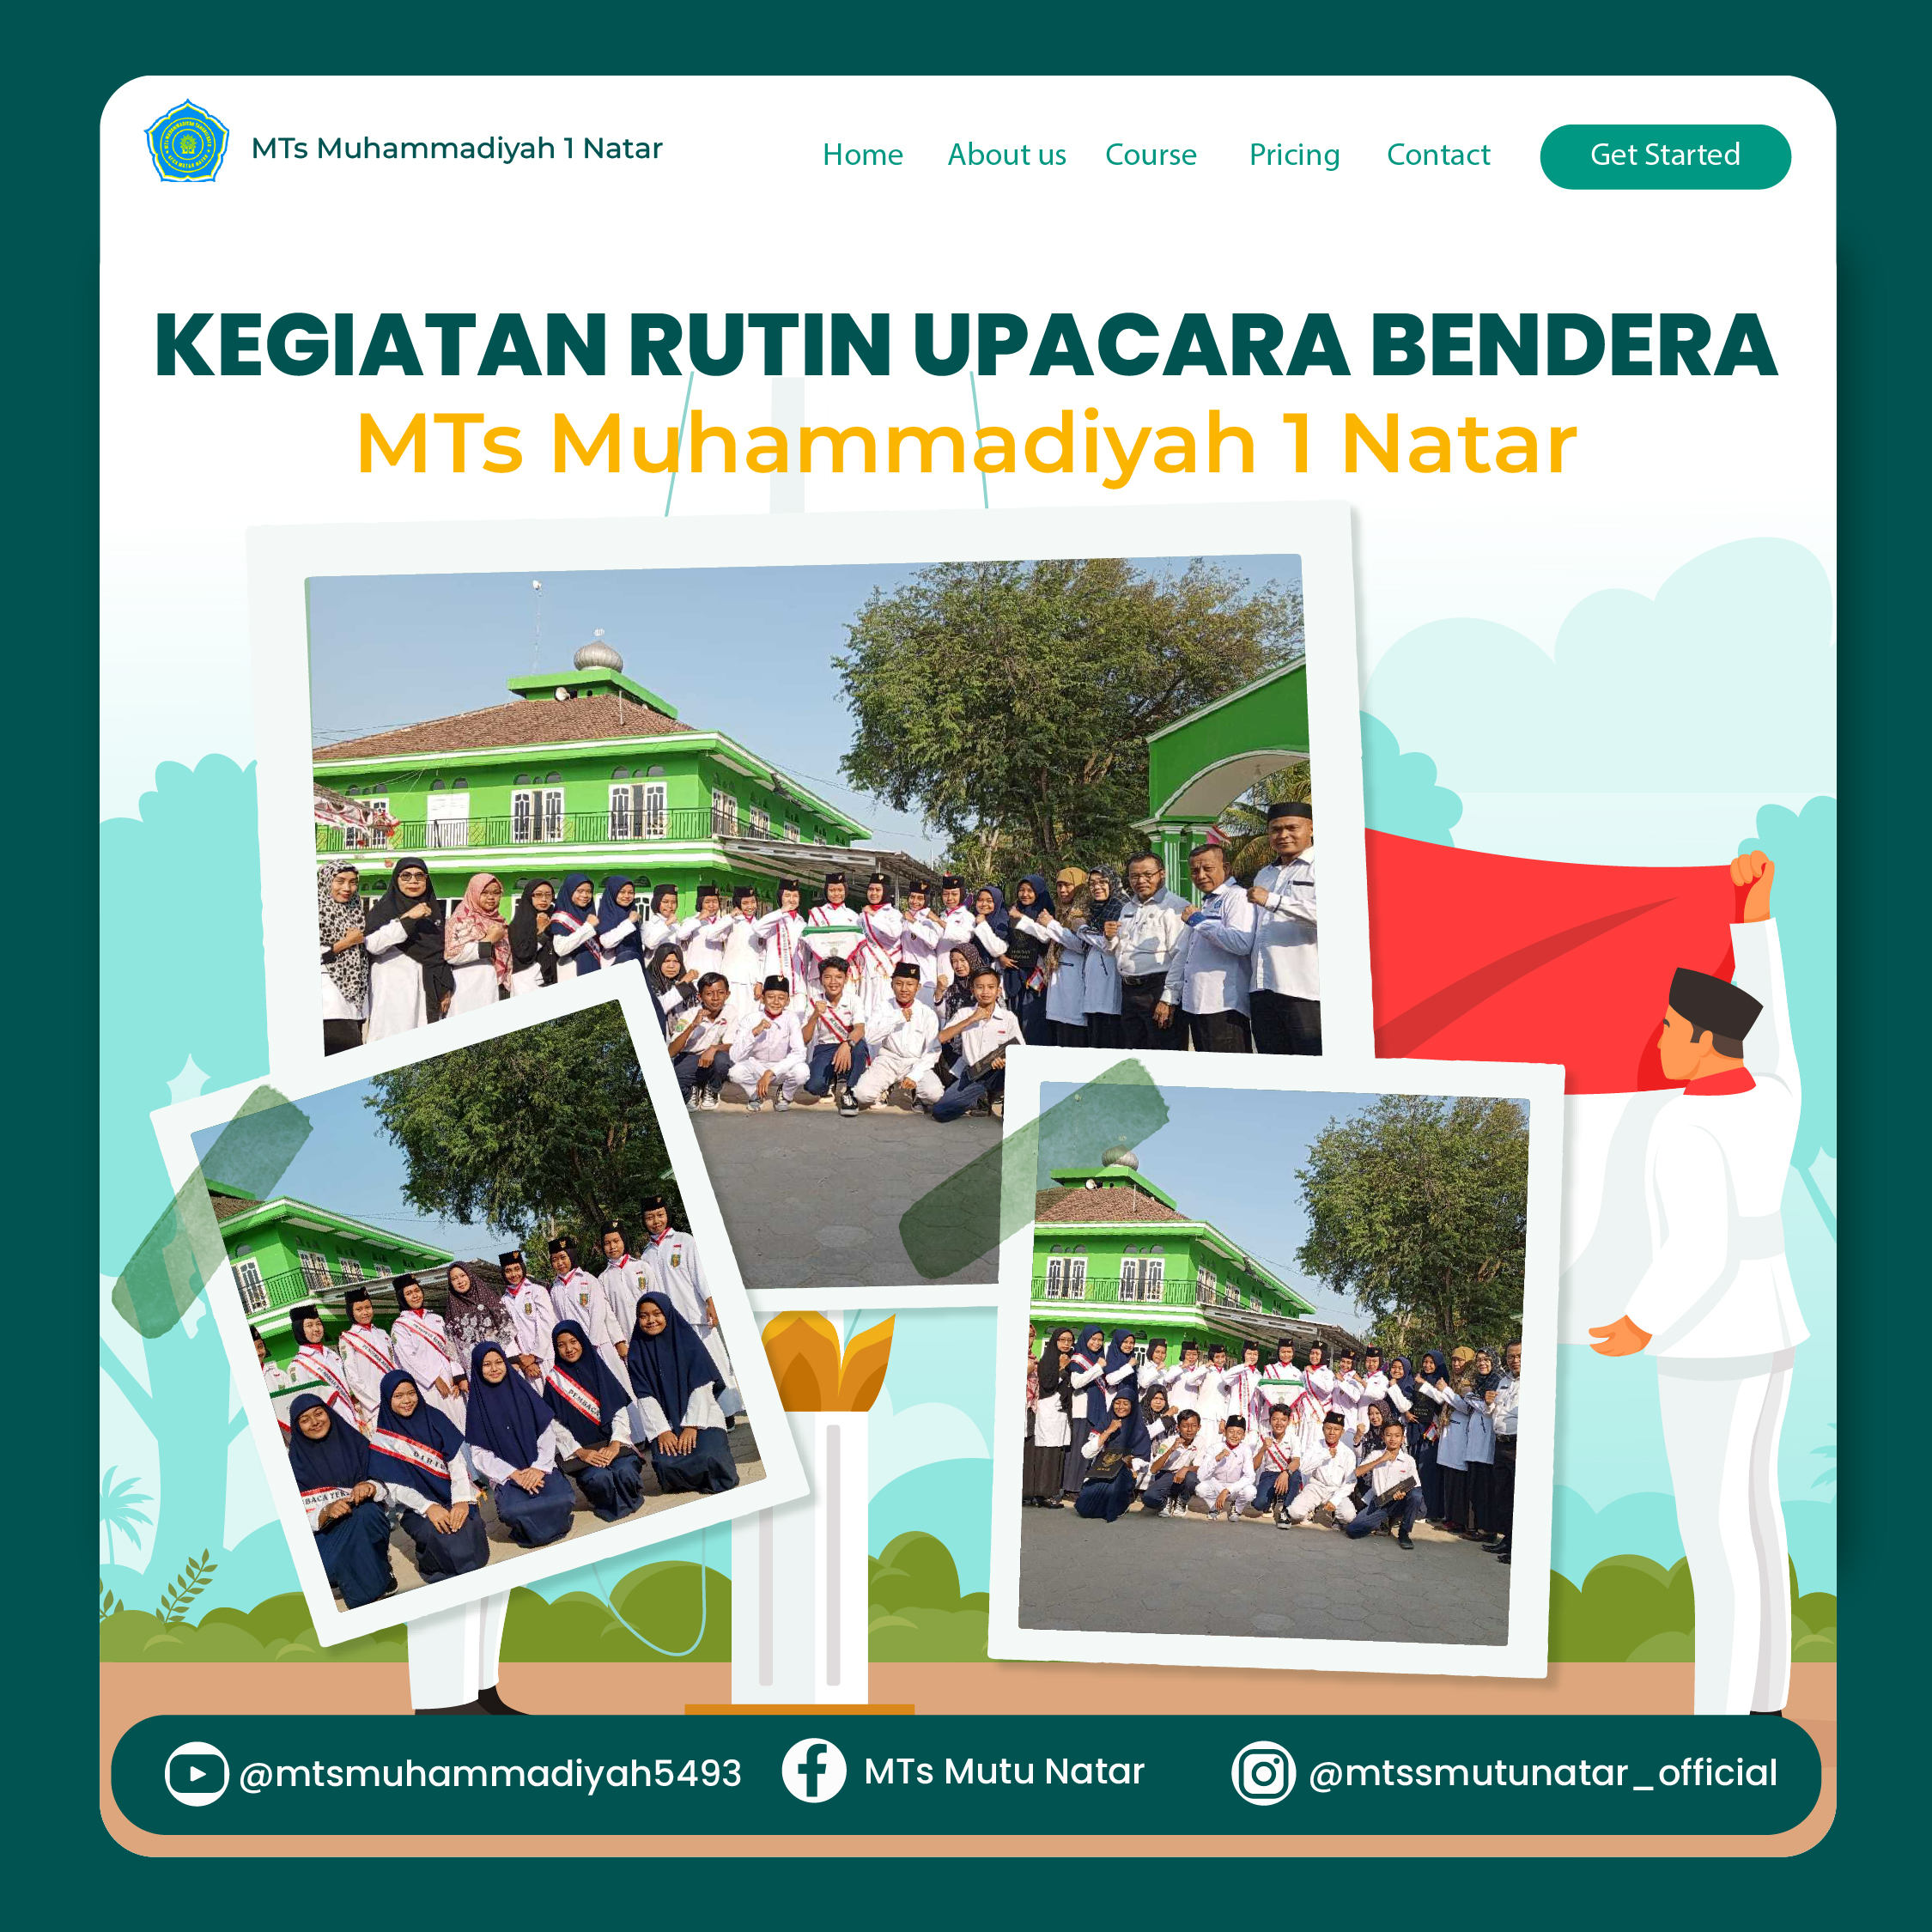 MTs Muhammadiyah 1 Natar
Home
About us
Course
Pricing
Contact
Get Started
KEGIATAN RUTIN UPACARA BENDERA
MTs Muhammadiyah 1 Natar
@mtsmuhammadiyah5493
MTs Mutu Natar
@mtssmutunatar_official